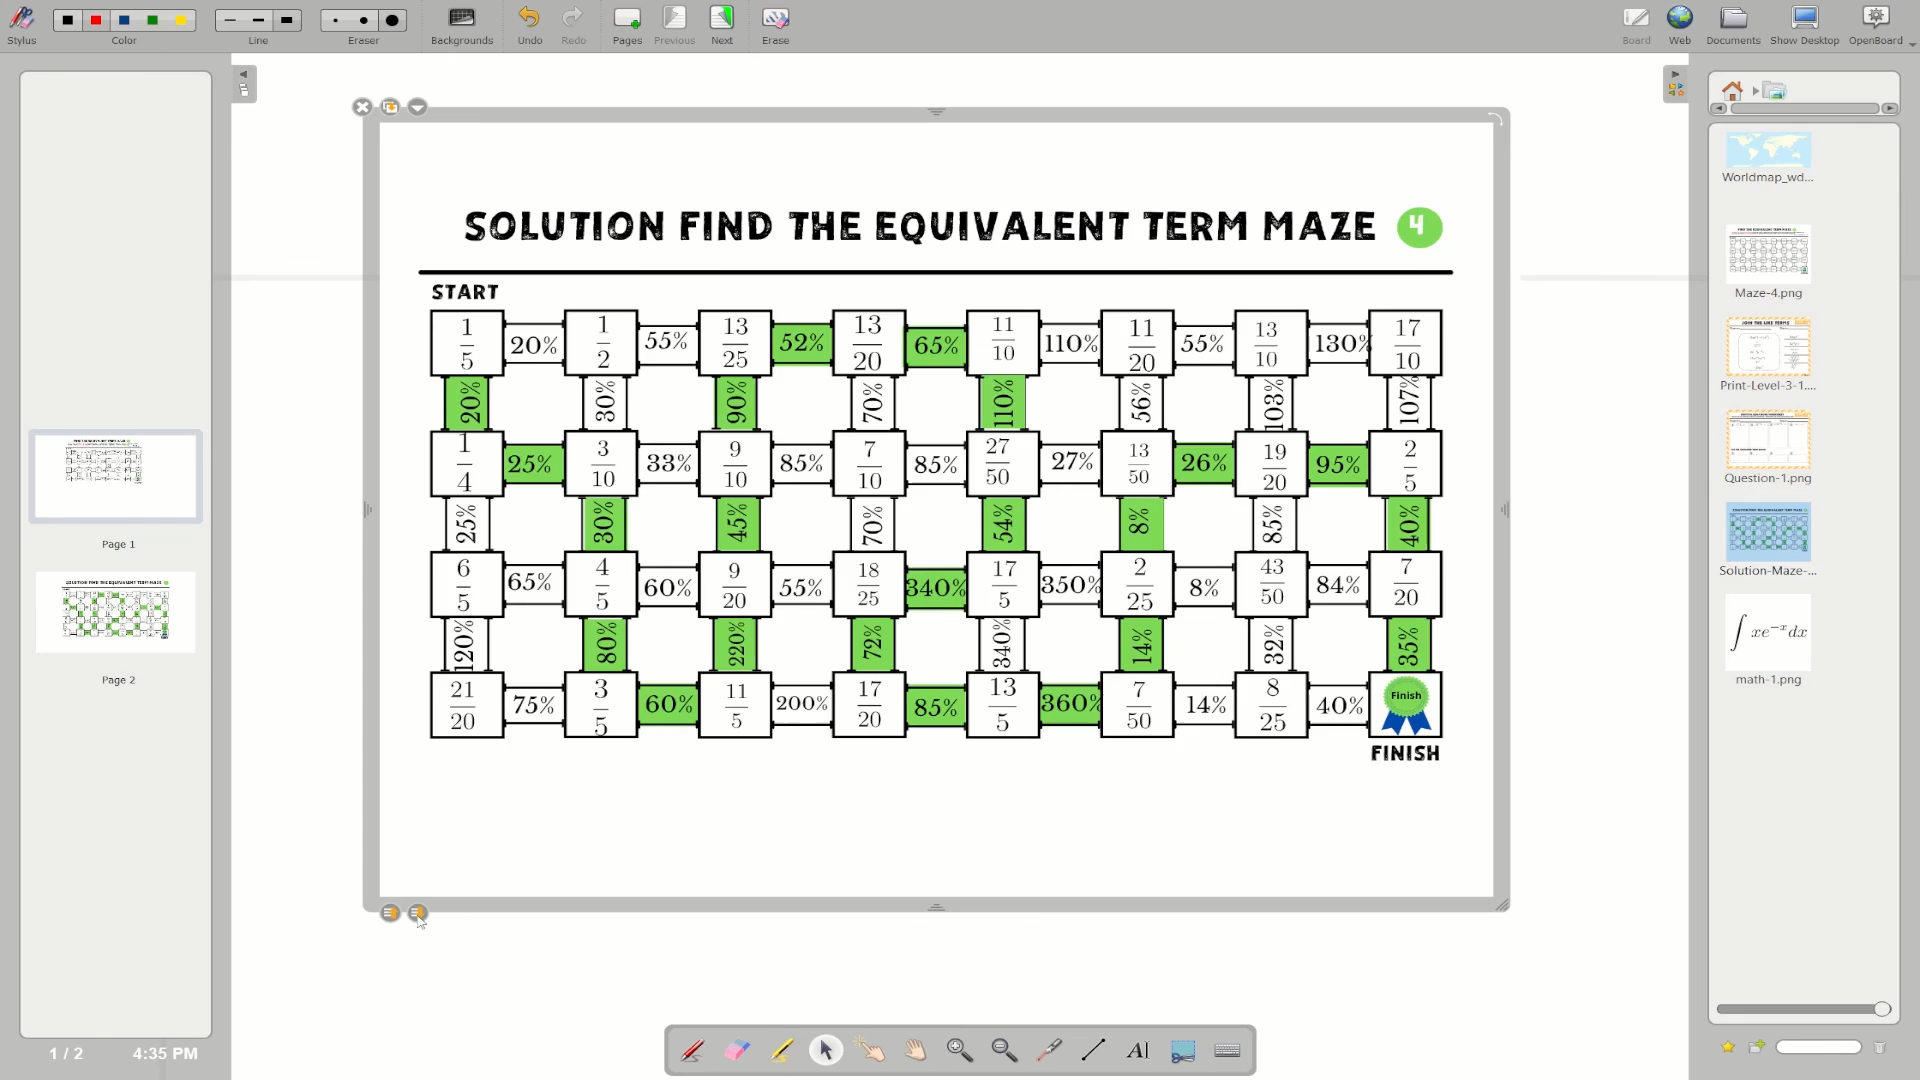 Stylus
Color
Line
Eraser
Backgrounds
Undo
Redo
Pages
Previous
Next
Erase
Board
Web
Documents
Show Desktop
OpenBoard
SOLUTION FIND THE EQUIVALENT TERM MAZE 4
START
1/5 20% 1/2 55% 13/25 52% 13/20 65% 11/10 110% 11/20 55% 13/10 130% 17/10
20% 30% 90% 70% 110% 56% 103% 107%
1/4 25% 3/10 33% 9/10 85% 7/10 85% 27/50 27% 13/50 26% 19/20 95% 2/5
25% 30% 45% 70% 54% 8% 85% 40%
6/5 65% 4/5 60% 9/20 55% 18/25 340% 17/5 350% 2/25 8% 43/50 84% 7/20
120% 80% 220% 72% 340% 14% 32% 35%
21/20 75% 3/5 60% 11/5 200% 17/20 85% 13/5 360% 7/50 14% 8/25 40% Finish
FINISH
Page 1
Page 2
1 / 2 4:35 PM
Worldmap_wd...
Maze-4.png
Print-Level-3-1....
Question-1.png
Solution-Maze-...
∫ xe^{-x}dx
math-1.png